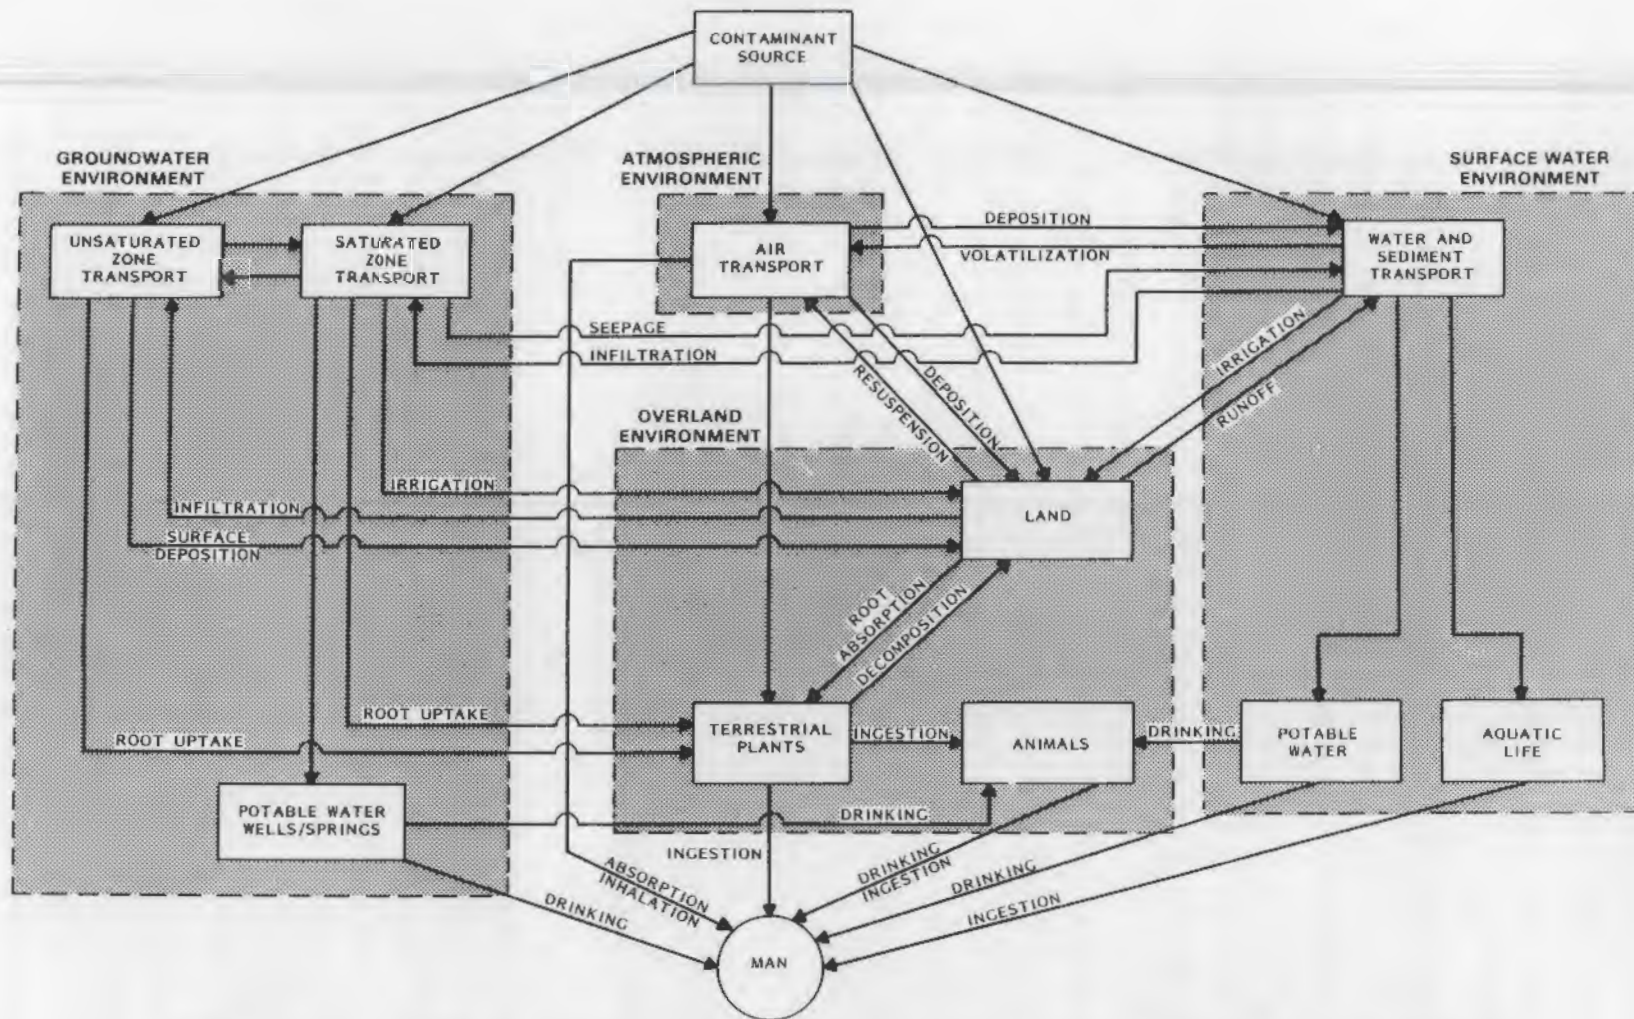 CONTAMINANT
SOURCE
GROUNDWATER
ENVIRONMENT
ATMOSPHERIC
ENVIRONMENT
SURFACE WATER
ENVIRONMENT
UNSATURATED
ZONE
TRANSPORT
SATURATED
ZONE
TRANSPORT
AIR
TRANSPORT
DEPOSITION
VOLATILIZATION
WATER AND
SEDIMENT
TRANSPORT
SEEPAGE
INFILTRATION
RESUSPENSION
DEPOSITION
IRRIGATION
RUNOFF
OVERLAND
ENVIRONMENT
IRRIGATION
INFILTRATION
SURFACE
DEPOSITION
LAND
ROOT
ABSORPTION
DECOMPOSITION
ROOT UPTAKE
ROOT UPTAKE
TERRESTRIAL
PLANTS
INGESTION
ANIMALS
DRINKING
POTABLE
WATER
AQUATIC
LIFE
POTABLE WATER
WELLS/SPRINGS
DRINKING
INGESTION
ABSORPTION
INHALATION
DRINKING
DRINKING
INGESTION
DRINKING
INGESTION
MAN